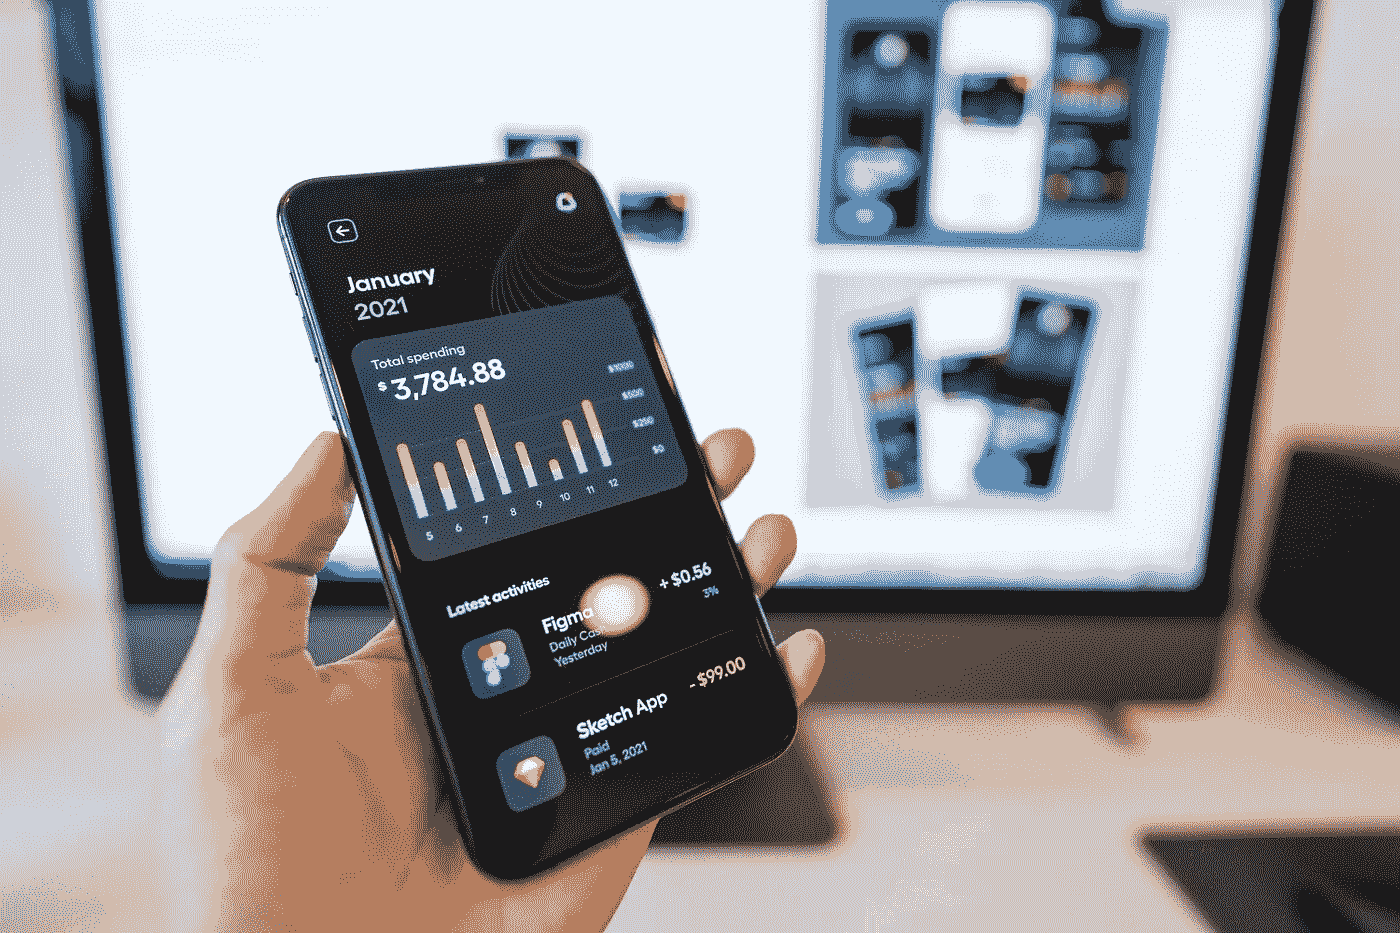 January
2021
Total spending
$3,784.88
$1000
$500
$250
$0
5 6 7 8 9 10 11 12
Latest activities
Figma
+ $0.56
Daily
3%
Yesterday
Sketch App
- $99.00
Paid
Jan 5, 2021